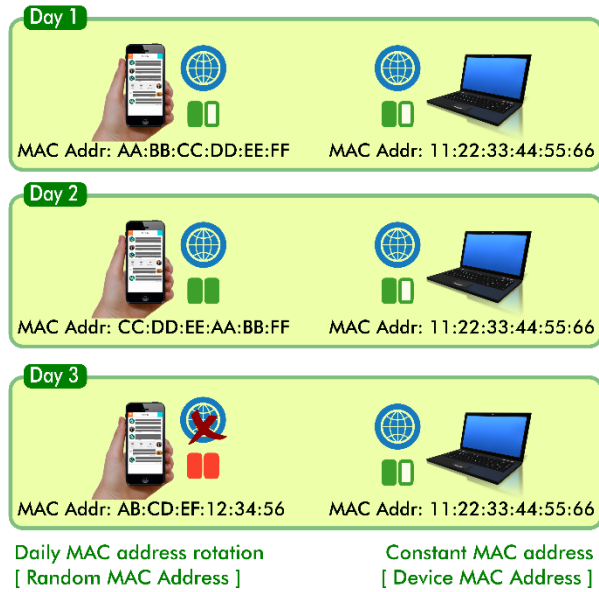 Day 1
MAC Addr: AA:BB:CC:DD:EE:FF
MAC Addr: 11:22:33:44:55:66
Day 2
MAC Addr: CC:DD:EE:AA:BB:FF
MAC Addr: 11:22:33:44:55:66
Day 3
MAC Addr: AB:CD:EF:12:34:56
MAC Addr: 11:22:33:44:55:66
Daily MAC address rotation
[ Random MAC Address ]
Constant MAC address
[ Device MAC Address ]